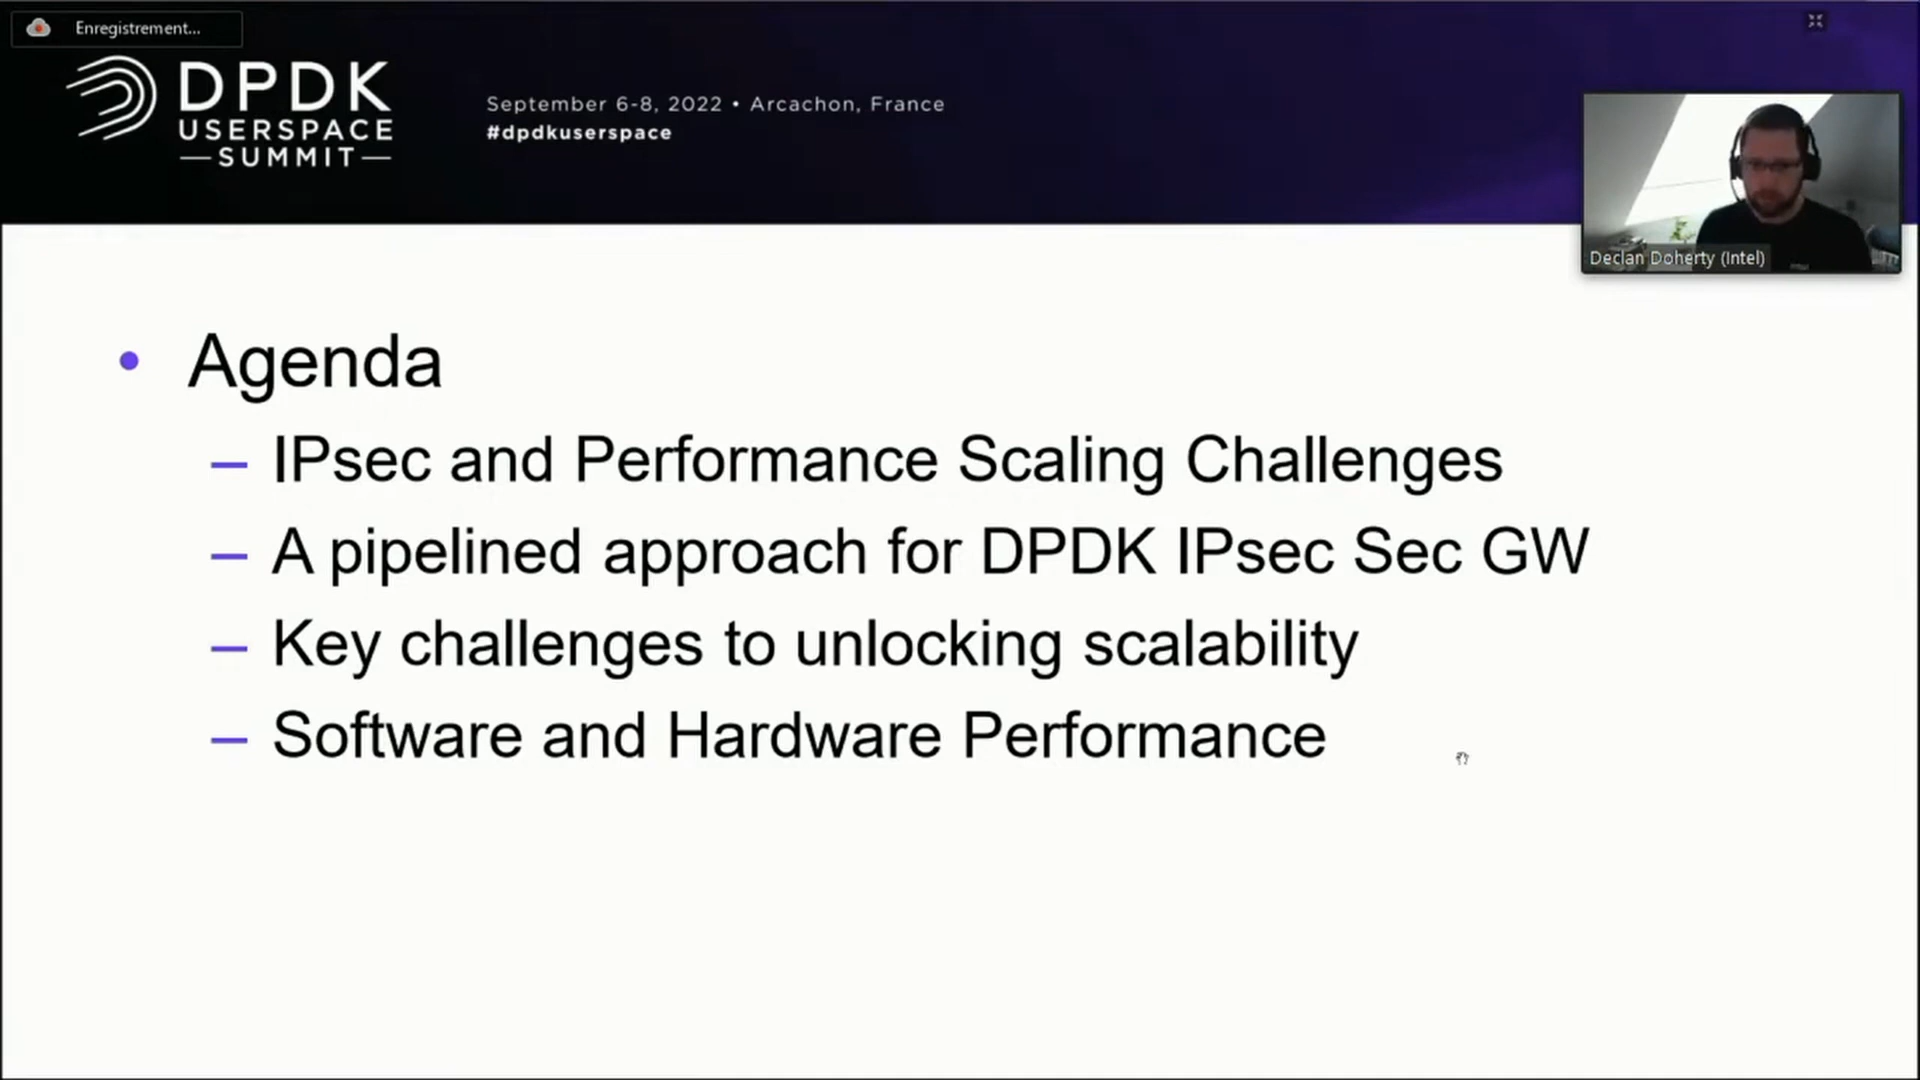 Enregistrement...
DPDK
USERSPACE
SUMMIT
September 6-8, 2022 • Arcachon, France
#dpdkuserspace
Declan Doherty (Intel)
• Agenda
– IPsec and Performance Scaling Challenges
– A pipelined approach for DPDK IPsec Sec GW
– Key challenges to unlocking scalability
– Software and Hardware Performance